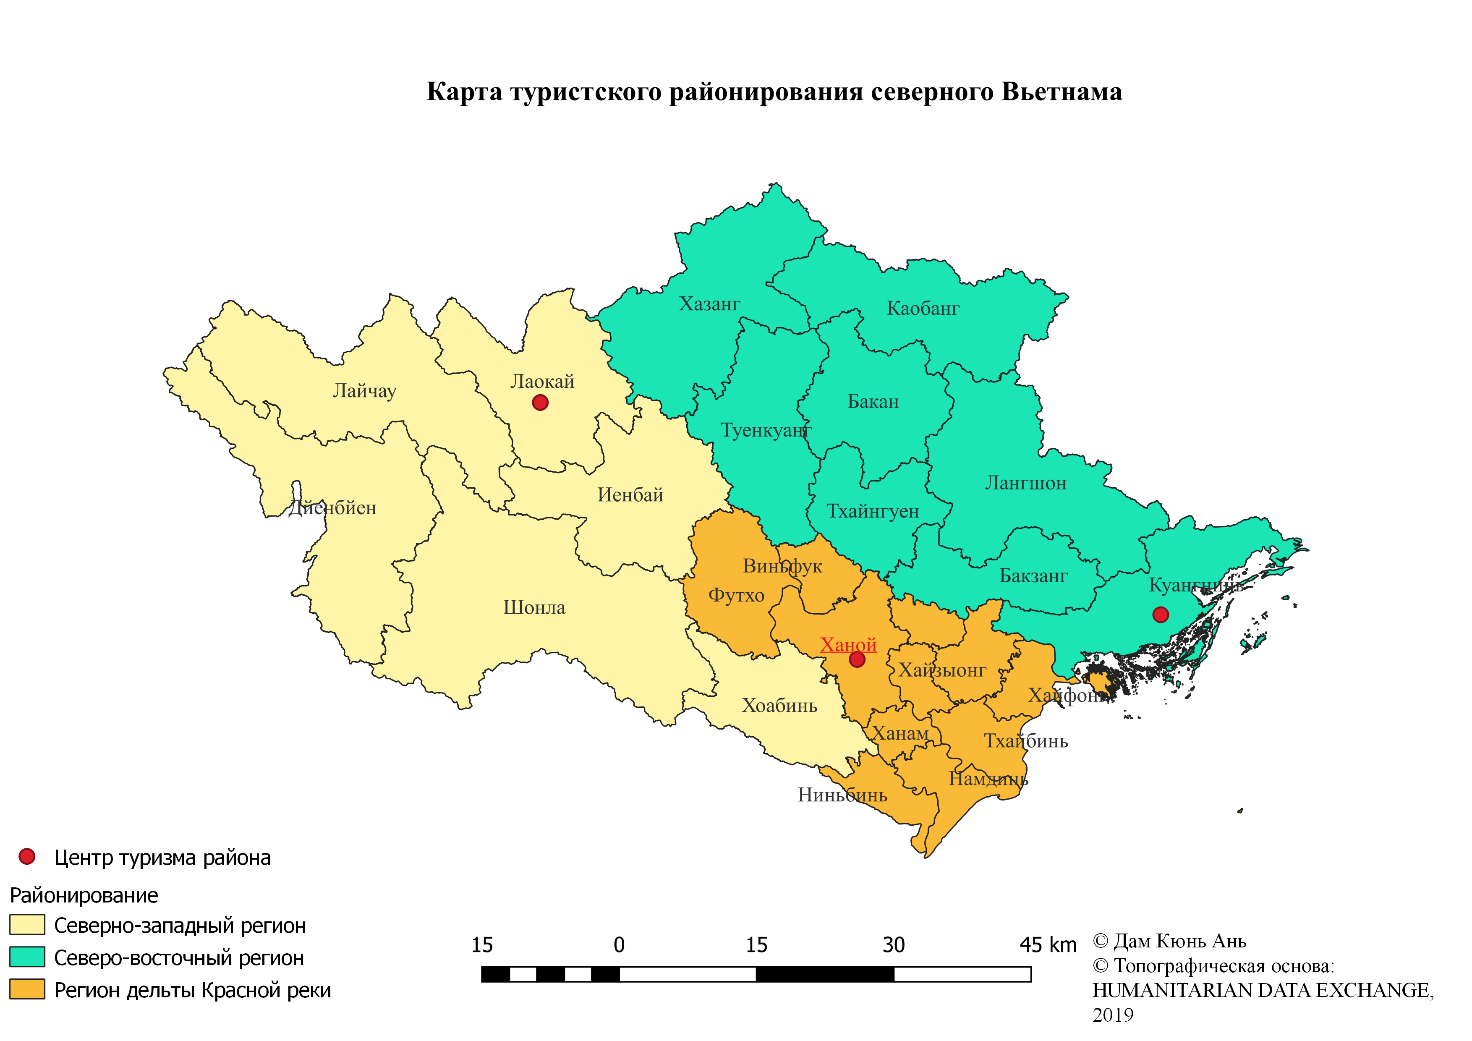 Карта туристского районирования северного Вьетнама
Хазанг
Каобанг
Лаокай
Лайчау
Бакан
Туенкуанг
Лангшон
Иенбай
Дйенбйен
Тхайнгуен
Виньфук
Бакзанг
Куангнинь
Футхо
Шонла
Ханой
Хайзыонг
Хайфонг
Хоабинь
Ханам
Тхайбинь
Намдинь
Ниньбинь
Центр туризма района
Районирование
Северно-западный регион
Северо-восточный регион
Регион дельты Красной реки
15 0 15 30 45 km
© Дам Кюнь Ань
© Топографическая основа:
HUMANITARIAN DATA EXCHANGE,
2019